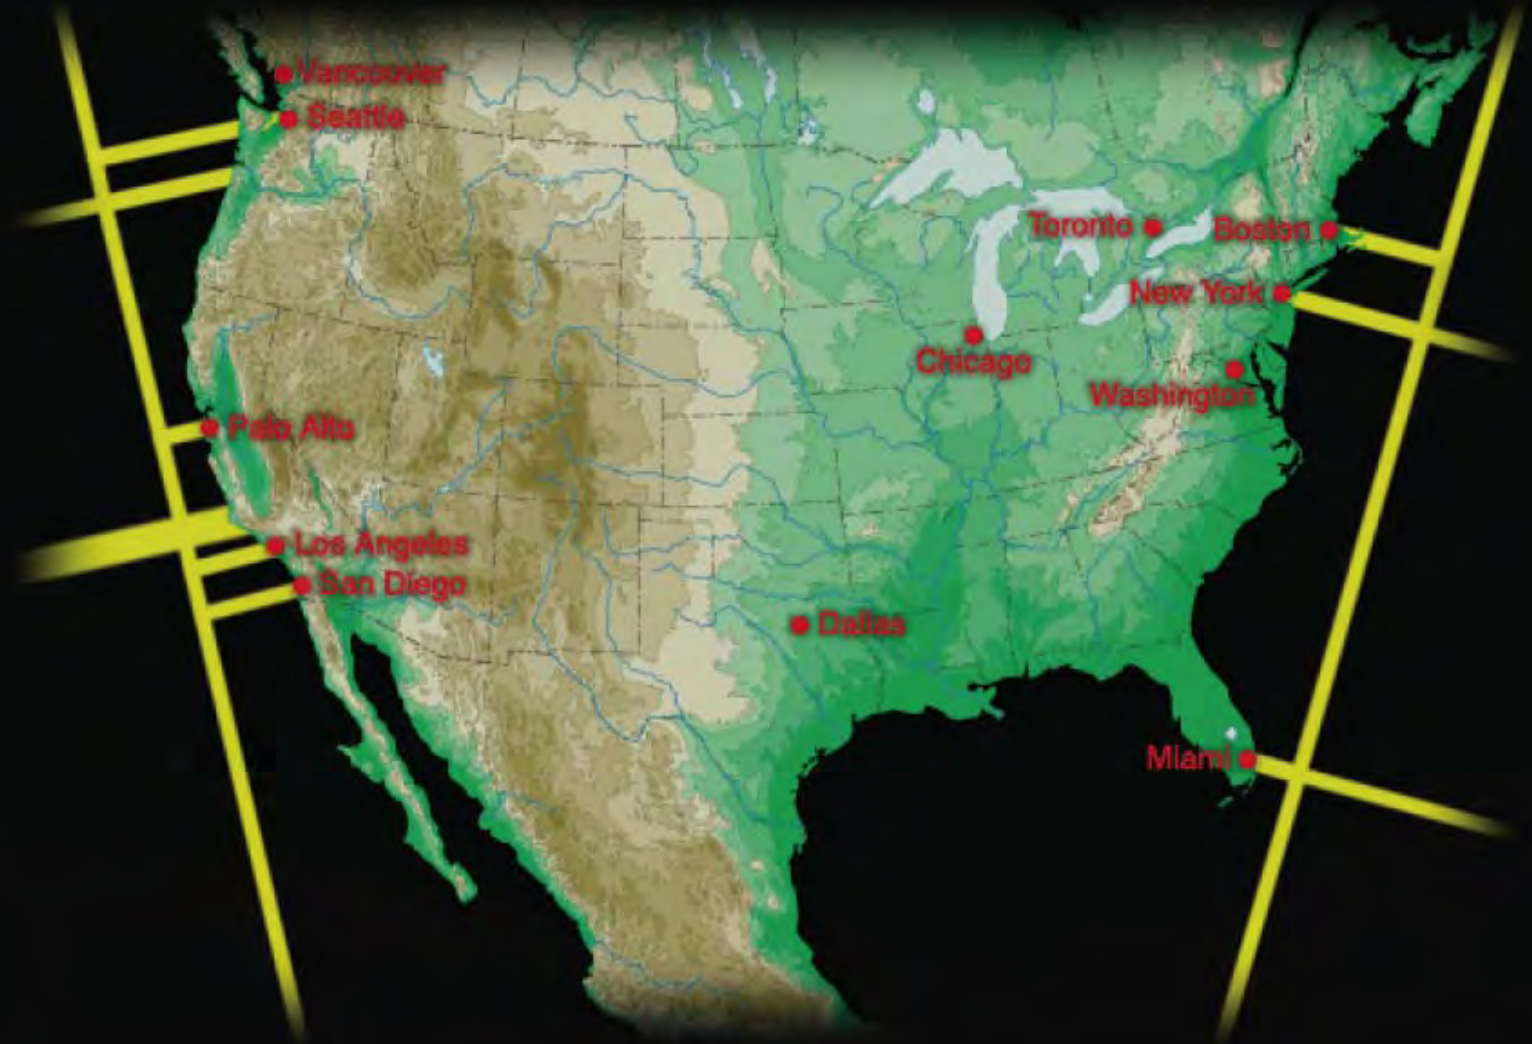 Vancouver
Seattle
Toronto
Boston
New York
Chicago
Washington
Palo Alto
Los Angeles
San Diego
Dallas
Miami